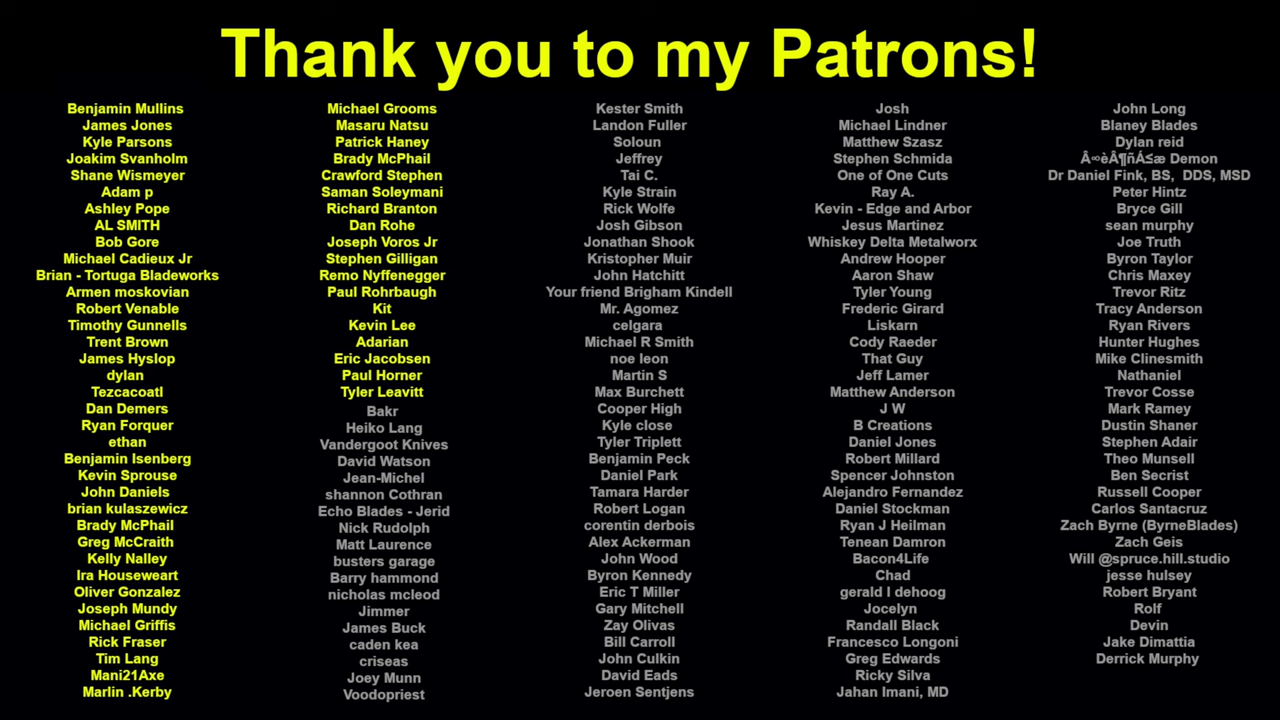 Thank you to my Patrons!
Benjamin Mullins
James Jones
Kyle Parsons
Joakim Svanholm
Shane Wismeyer
Adam p
Ashley Pope
AL SMITH
Bob Gore
Michael Cadieux Jr
Brian - Tortuga Bladeworks
Armen moskovian
Robert Venable
Timothy Gunnells
Trent Brown
James Hyslop
dylan
Tezcacoatl
Dan Demers
Ryan Forquer
ethan
Benjamin Isenberg
Kevin Sprouse
John Daniels
brian kulaszewicz
Brady McPhail
Greg McCraith
Kelly Nalley
Ira Houseweart
Oliver Gonzalez
Joseph Mundy
Michael Griffis
Rick Fraser
Tim Lang
Mani21Axe
Marlin .Kerby
Michael Grooms
Masaru Natsu
Patrick Haney
Brady McPhail
Crawford Stephen
Saman Soleymani
Richard Branton
Dan Rohe
Joseph Voros Jr
Stephen Gilligan
Remo Nyffenegger
Paul Rohrbaugh
Kit
Kevin Lee
Adarian
Eric Jacobsen
Paul Horner
Tyler Leavitt
Bakr
Heiko Lang
Vandergoot Knives
David Watson
Jean-Michel
shannon Cothran
Echo Blades - Jerid
Nick Rudolph
Matt Laurence
busters garage
Barry hammond
nicholas mcleod
Jimmer
James Buck
caden kea
criseas
Joey Munn
Voodopriest
Kester Smith
Landon Fuller
Soloun
Jeffrey
Tai C.
Kyle Strain
Rick Wolfe
Josh Gibson
Jonathan Shook
Kristopher Muir
John Hatchitt
Your friend Brigham Kindell
Mr. Agomez
celgara
Michael R Smith
noe leon
Martin S
Max Burchett
Cooper High
Kyle close
Tyler Triplett
Benjamin Peck
Daniel Park
Tamara Harder
Robert Logan
corentin derbois
Alex Ackerman
John Wood
Byron Kennedy
Eric T Miller
Gary Mitchell
Zay Olivas
Bill Carroll
John Culkin
David Eads
Jeroen Sentjens
Josh
Michael Lindner
Matthew Szasz
Stephen Schmida
One of One Cuts
Ray A.
Kevin - Edge and Arbor
Jesus Martinez
Whiskey Delta Metalworx
Andrew Hooper
Aaron Shaw
Tyler Young
Frederic Girard
Liskarn
Cody Raeder
That Guy
Jeff Lamer
Matthew Anderson
J W
B Creations
Daniel Jones
Robert Millard
Spencer Johnston
Alejandro Fernandez
Daniel Stockman
Ryan J Heilman
Tenean Damron
Bacon4Life
Chad
gerald l dehoog
Jocelyn
Randall Black
Francesco Longoni
Greg Edwards
Ricky Silva
Jahan Imani, MD
John Long
Blaney Blades
Dylan reid
Â∞èÂ¶ñÁ≤æ Demon
Dr Daniel Fink, BS, DDS, MSD
Peter Hintz
Bryce Gill
sean murphy
Joe Truth
Byron Taylor
Chris Maxey
Trevor Ritz
Tracy Anderson
Ryan Rivers
Hunter Hughes
Mike Clinesmith
Nathaniel
Trevor Cosse
Mark Ramey
Dustin Shaner
Stephen Adair
Theo Munsell
Ben Secrist
Russell Cooper
Carlos Santacruz
Zach Byrne (ByrneBlades)
Zach Geis
Will @spruce.hill.studio
jesse hulsey
Robert Bryant
Rolf
Devin
Jake Dimattia
Derrick Murphy